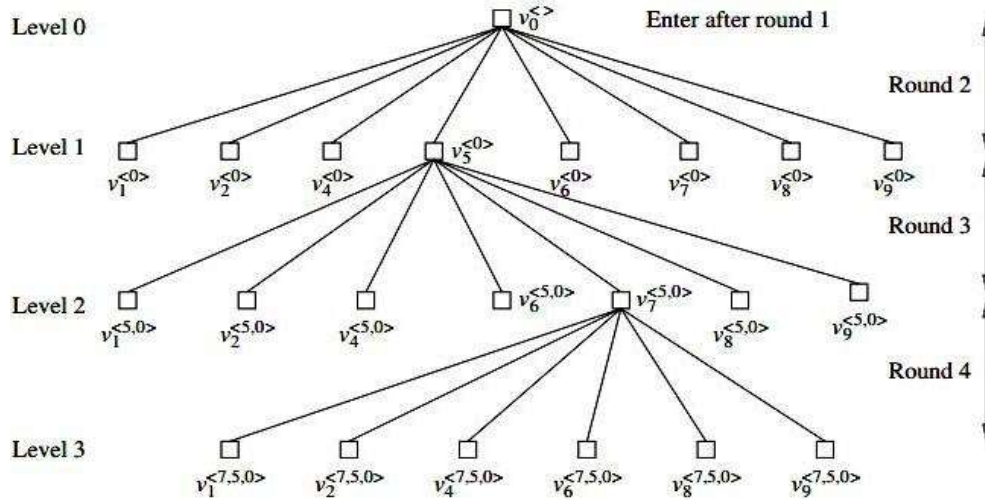 Level 0 v₀^<> Enter after round 1
Round 2
Level 1 v₅^<0>
v₁^<0> v₂^<0> v₄^<0> v₆^<0> v₇^<0> v₈^<0> v₉^<0>
Round 3
Level 2 v₆^<5,0> v₇^<5,0>
v₁^<5,0> v₂^<5,0> v₄^<5,0> v₈^<5,0> v₉^<5,0>
Round 4
Level 3
v₁^<7,5,0> v₂^<7,5,0> v₄^<7,5,0> v₆^<7,5,0> v₈^<7,5,0> v₉^<7,5,0>